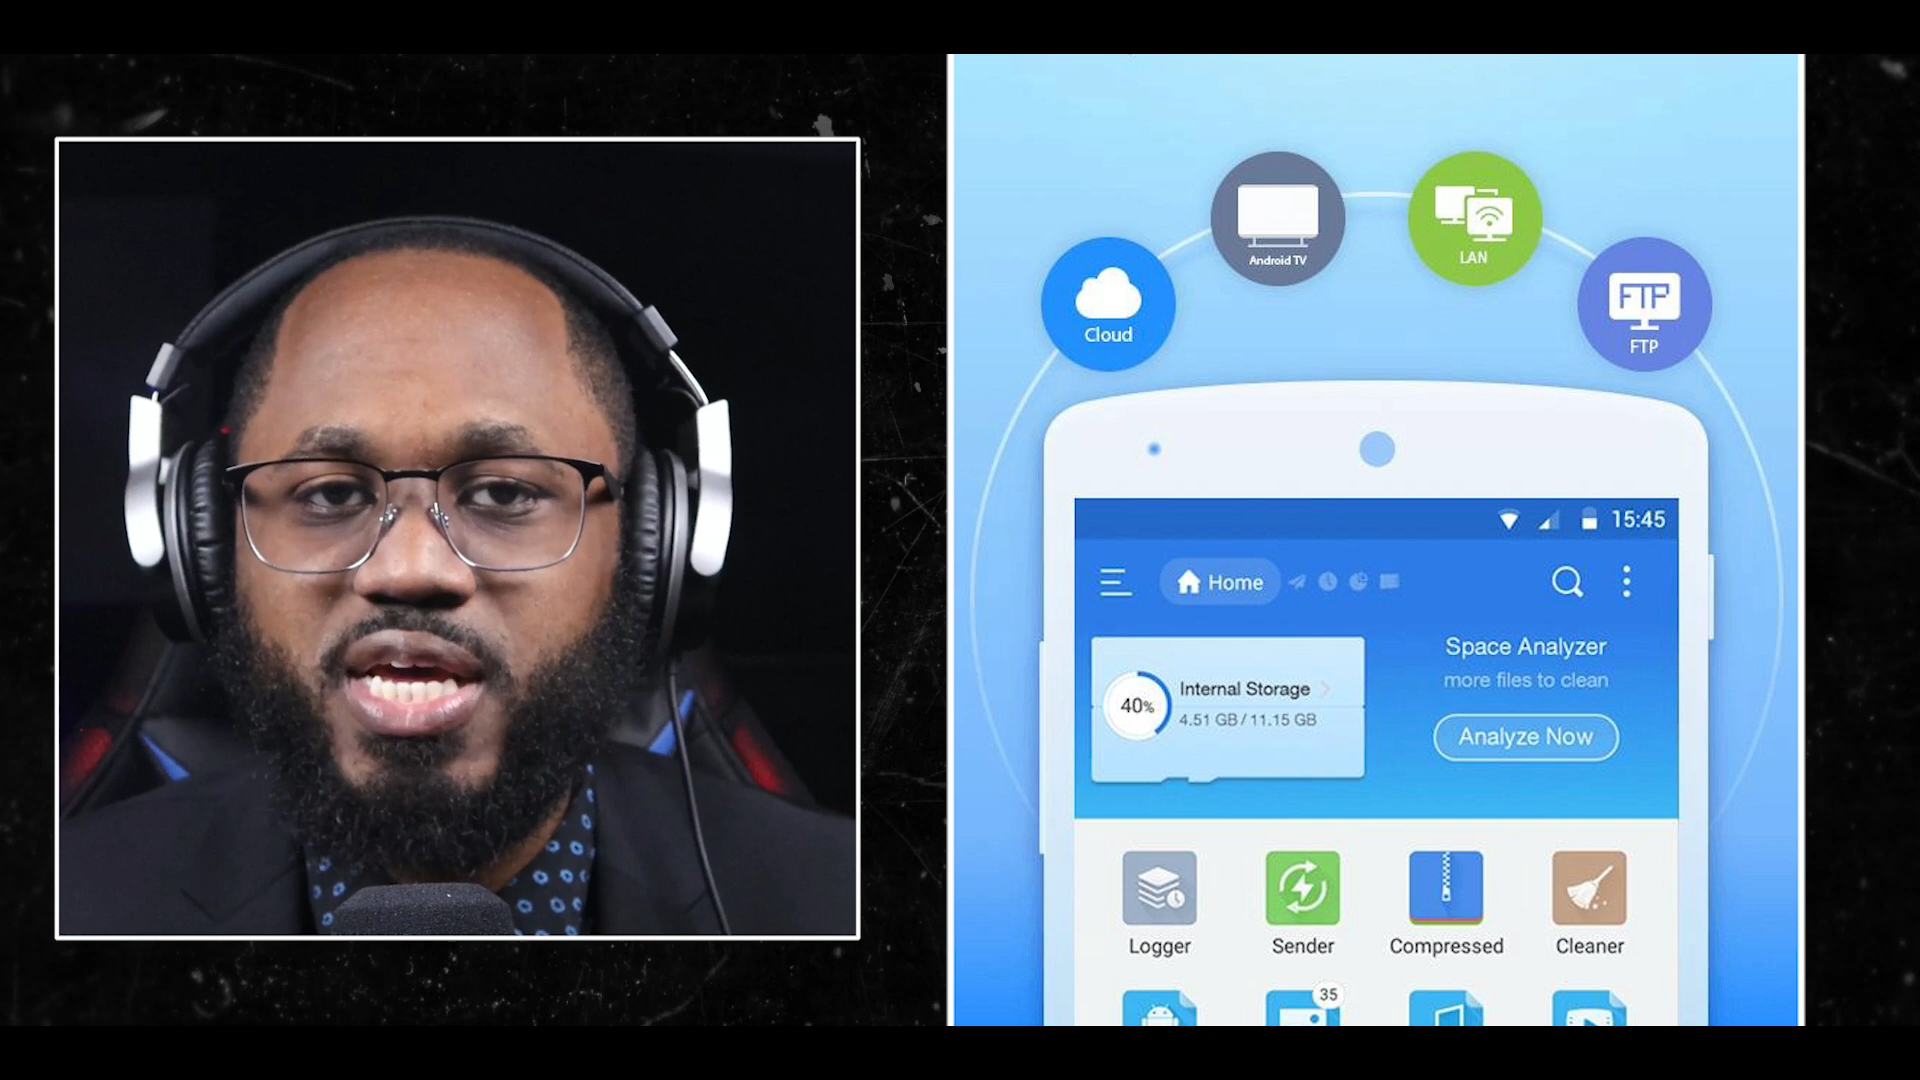 Android TV
LAN
Cloud
FTP
FTP
15:45
Home
Space Analyzer
more files to clean
Analyze Now
40%
Internal Storage
4.51 GB / 11.15 GB
Logger
Sender
Compressed
Cleaner
35